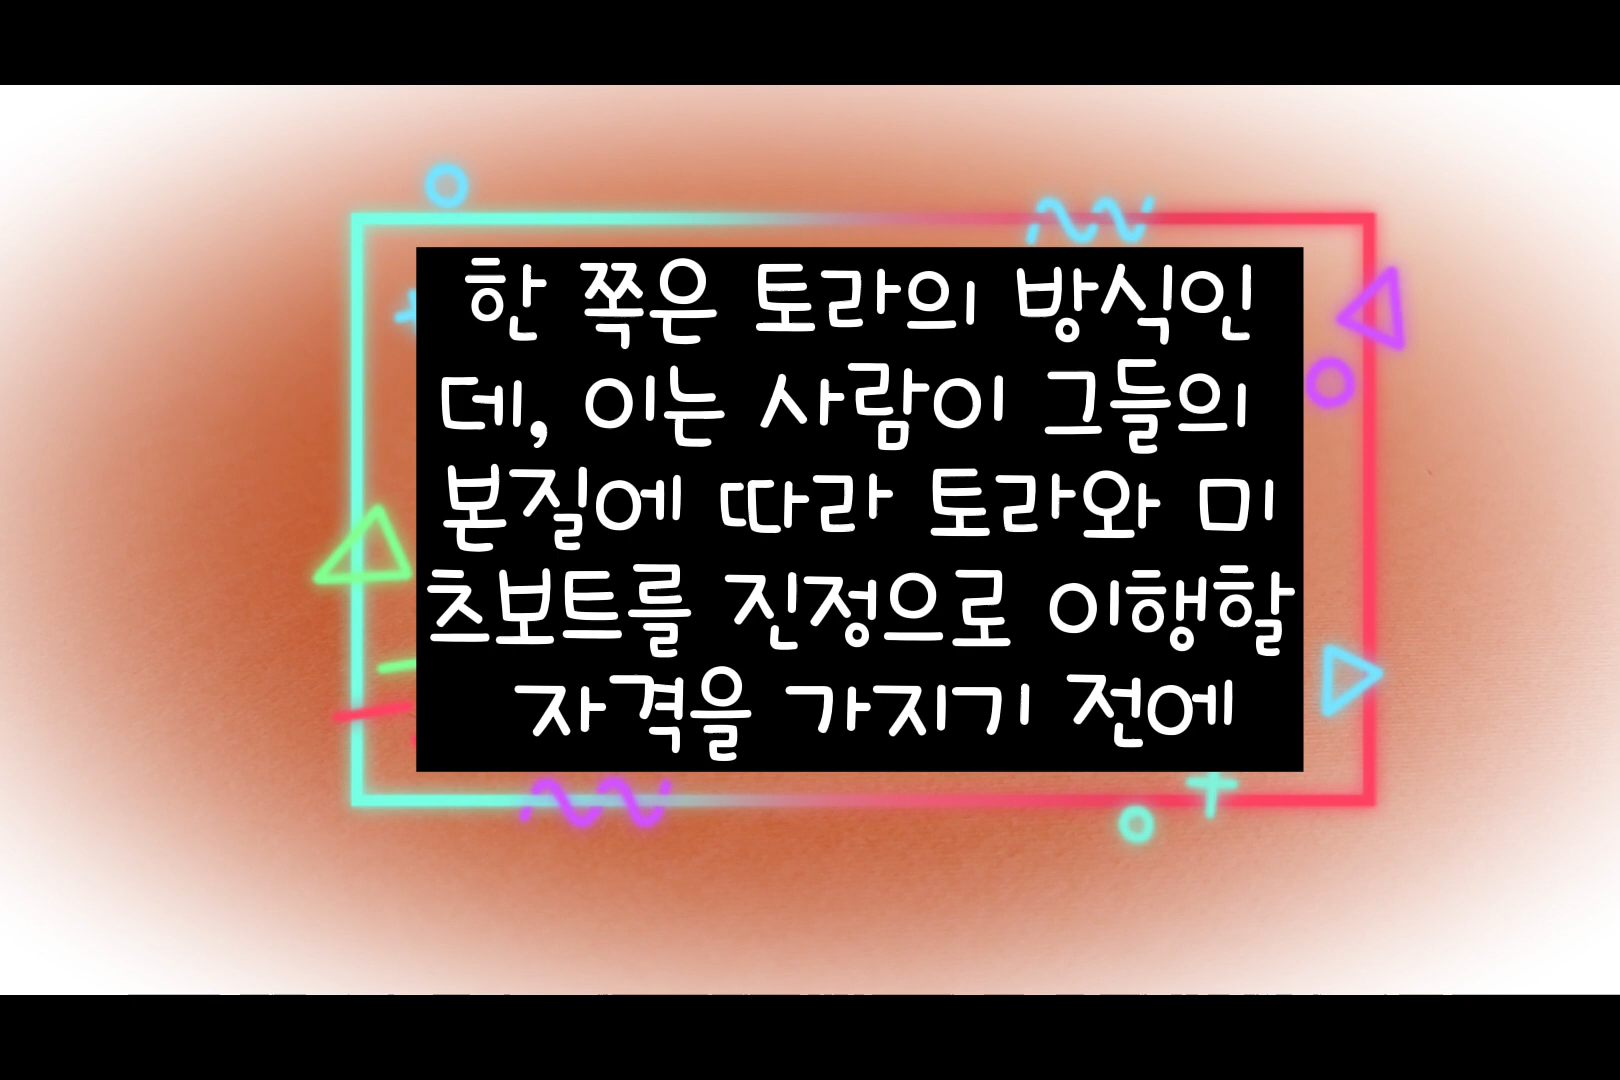 한 쪽은 토라의 방식인
데, 이는 사람이 그들의
본질에 따라 토라와 미
츠보트를 진정으로 이행할
자격을 가지기 전에